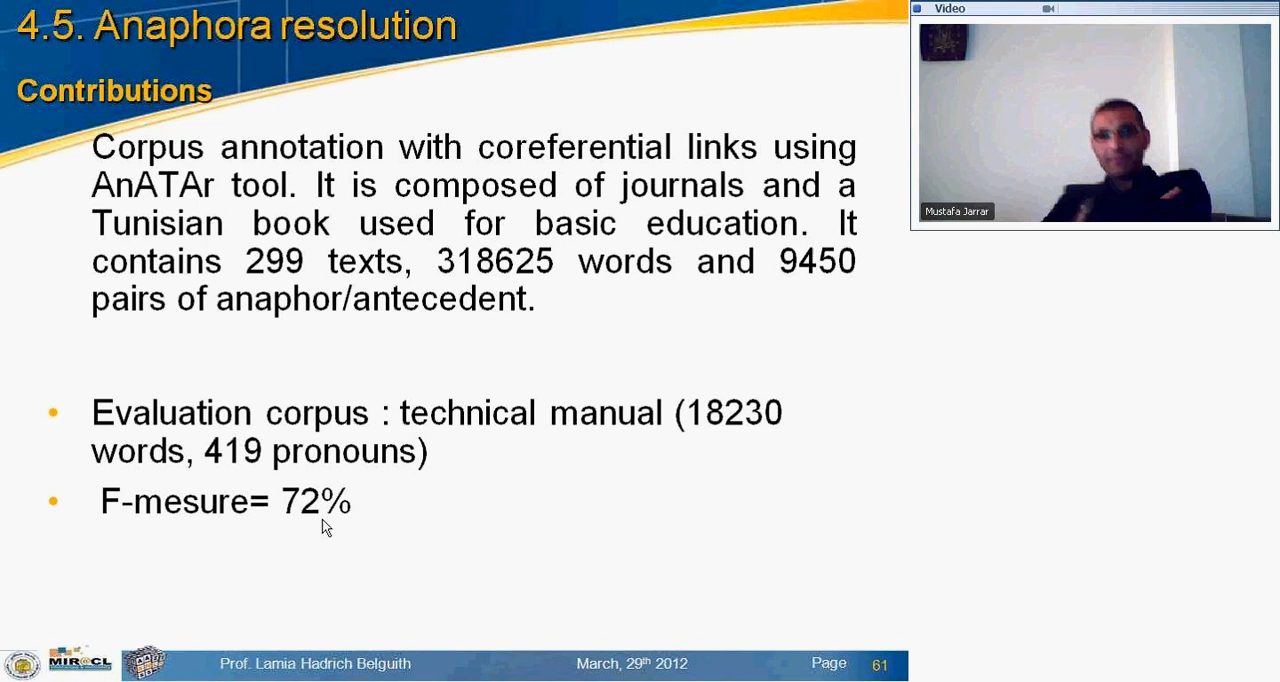 4.5. Anaphora resolution
Contributions
Corpus annotation with coreferential links using
AnATAr tool. It is composed of journals and a
Tunisian book used for basic education. It
contains 299 texts, 318625 words and 9450
pairs of anaphor/antecedent.
• Evaluation corpus : technical manual (18230
words, 419 pronouns)
• F-mesure= 72%
MIR@CL
Prof. Lamia Hadrich Belguith
March, 29th 2012
Page 61
Video
Mustafa Jarrar